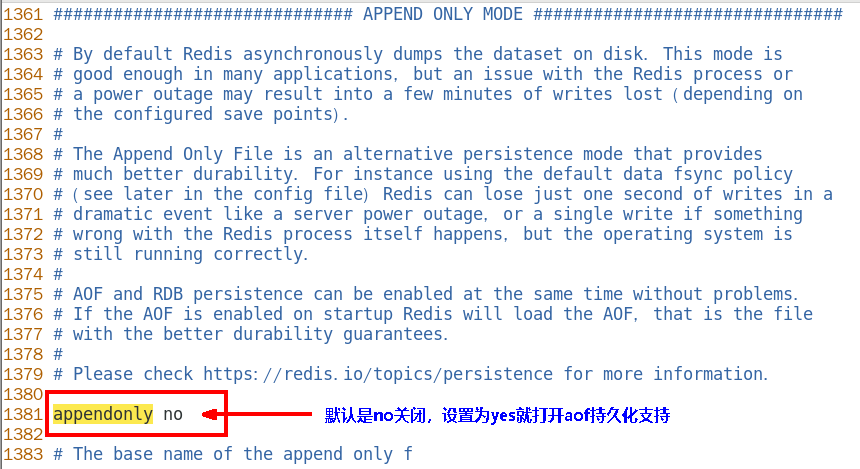 1361 ############################## APPEND ONLY MODE ###############################
1362
1363 # By default Redis asynchronously dumps the dataset on disk. This mode is
1364 # good enough in many applications, but an issue with the Redis process or
1365 # a power outage may result into a few minutes of writes lost (depending on
1366 # the configured save points).
1367 #
1368 # The Append Only File is an alternative persistence mode that provides
1369 # much better durability. For instance using the default data fsync policy
1370 # (see later in the config file) Redis can lose just one second of writes in a
1371 # dramatic event like a server power outage, or a single write if something
1372 # wrong with the Redis process itself happens, but the operating system is
1373 # still running correctly.
1374 #
1375 # AOF and RDB persistence can be enabled at the same time without problems.
1376 # If the AOF is enabled on startup Redis will load the AOF, that is the file
1377 # with the better durability guarantees.
1378 #
1379 # Please check https://redis.io/topics/persistence for more information.
1380
1381 appendonly no 默认是no关闭，设置为yes就打开aof持久化支持
1382
1383 # The base name of the append only f